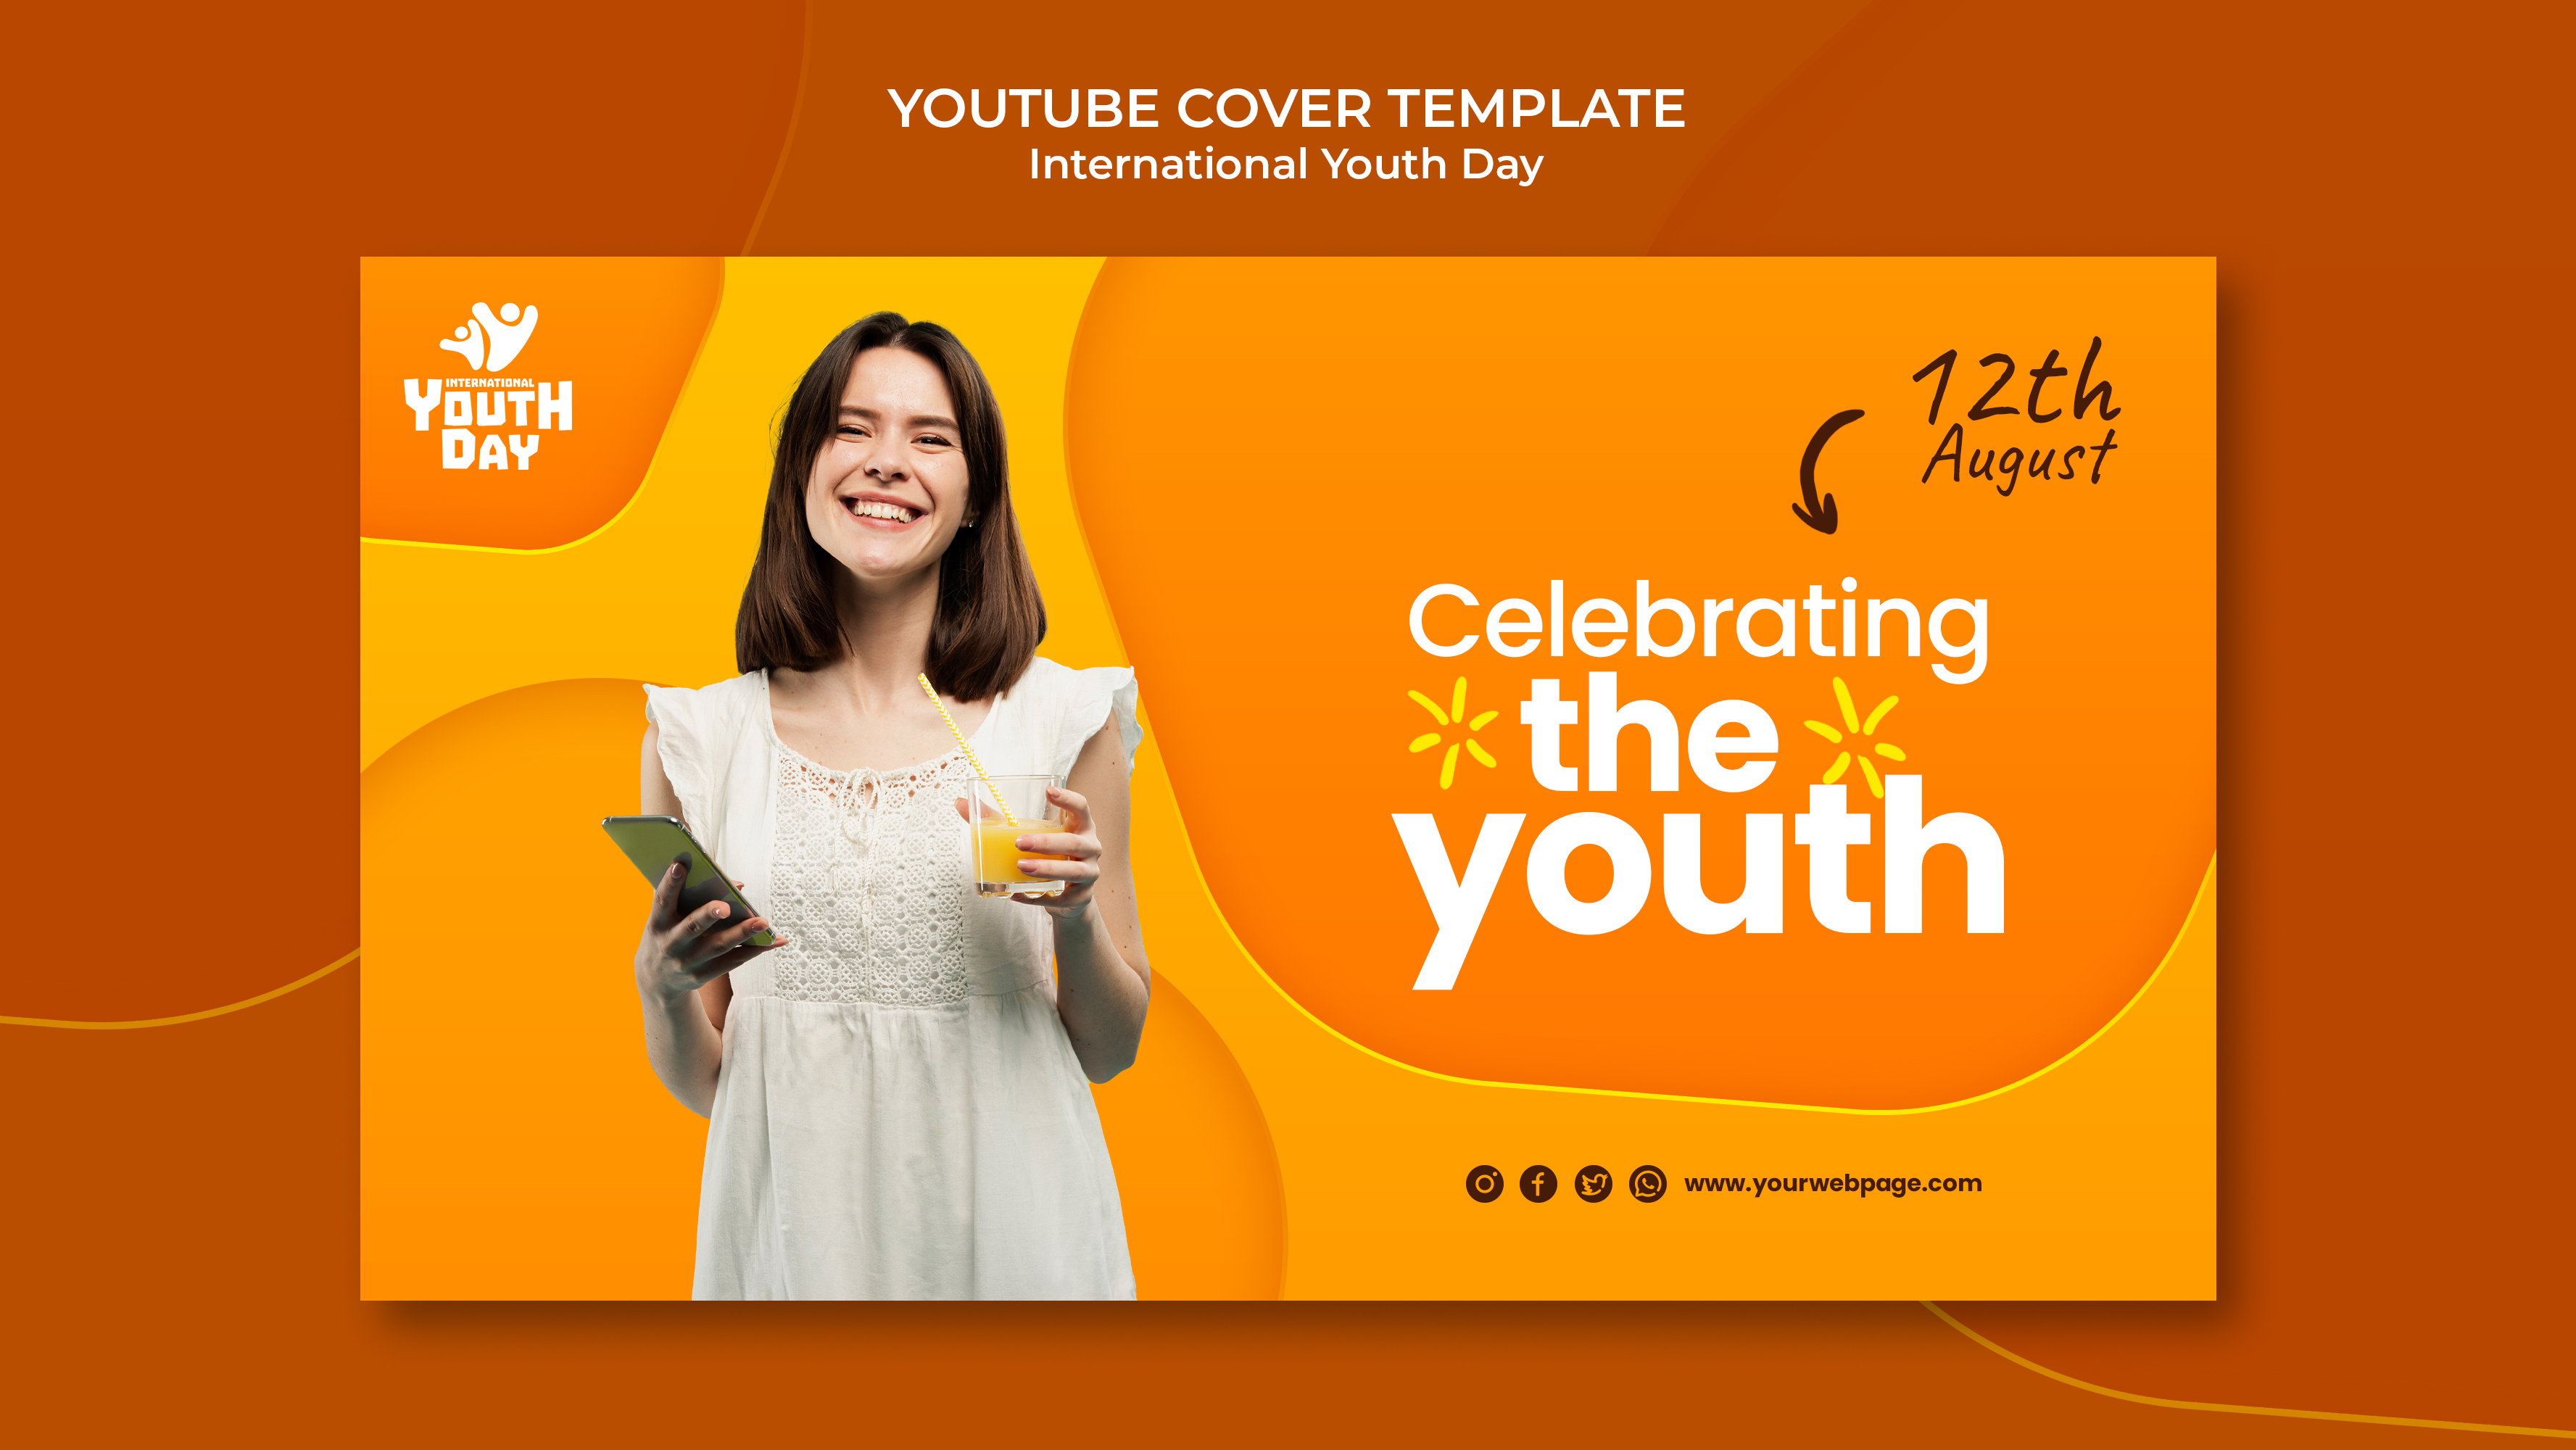 YOUTUBE COVER TEMPLATE
International Youth Day
INTERNATIONAL
YOUTH
DAY
12th
August
Celebrating
the
youth
www.yourwebpage.com